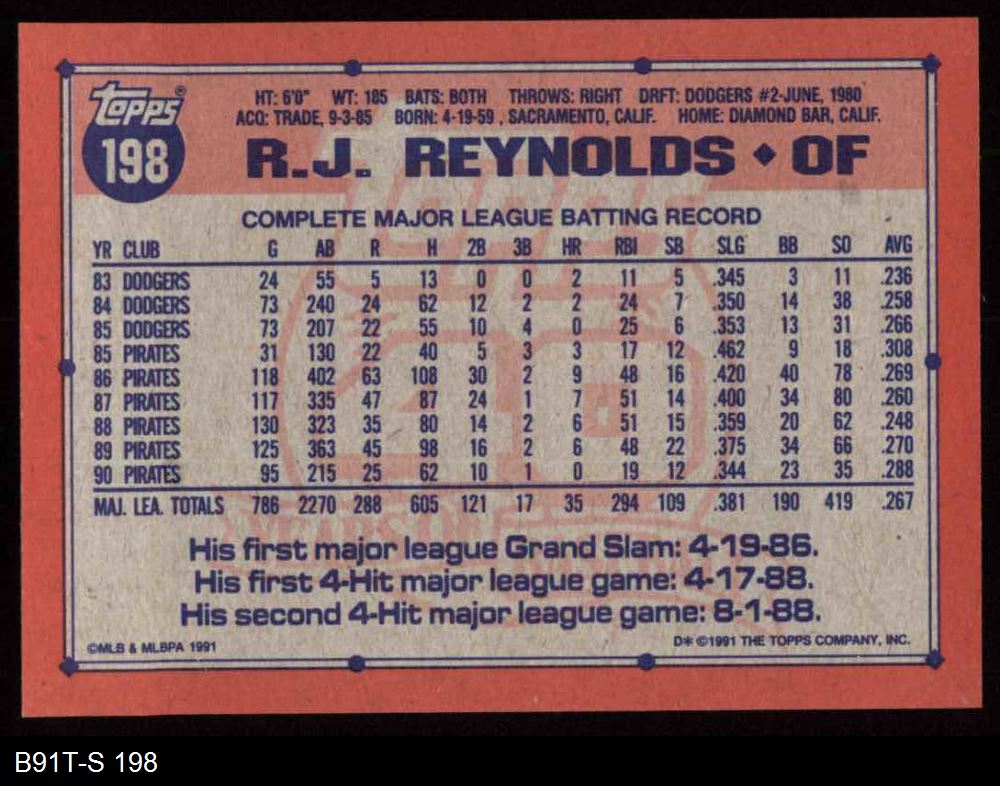 topps®
198
HT: 6'0" WT: 185 BATS: BOTH THROWS: RIGHT DRFT: DODGERS #2-JUNE, 1980
ACQ: TRADE, 9-3-85 BORN: 4-19-59, SACRAMENTO, CALIF. HOME: DIAMOND BAR, CALIF.
R.J. REYNOLDS ◆ OF
COMPLETE MAJOR LEAGUE BATTING RECORD
YR CLUB G AB R H 2B 3B HR RBI SB SLG BB SO AVG
83 DODGERS 24 55 5 13 0 0 2 11 5 .345 3 11 .236
84 DODGERS 73 240 24 62 12 2 2 24 7 .350 14 38 .258
85 DODGERS 73 207 22 55 10 4 0 25 6 .353 13 31 .266
85 PIRATES 31 130 22 40 5 3 3 17 12 .462 9 18 .308
86 PIRATES 118 402 63 108 30 2 9 48 16 .420 40 78 .269
87 PIRATES 117 335 47 87 24 1 7 51 14 .400 34 80 .260
88 PIRATES 130 323 35 80 14 2 6 51 15 .359 20 62 .248
89 PIRATES 125 363 45 98 16 2 6 48 22 .375 34 66 .270
90 PIRATES 95 215 25 62 10 1 0 19 12 .344 23 35 .288
MAJ. LEA. TOTALS 786 2270 288 605 121 17 35 294 109 .381 190 419 .267
His first major league Grand Slam: 4-19-86.
His first 4-Hit major league game: 4-17-88.
His second 4-Hit major league game: 8-1-88.
©MLB & MLBPA 1991
D* ©1991 THE TOPPS COMPANY, INC.
B91T-S 198